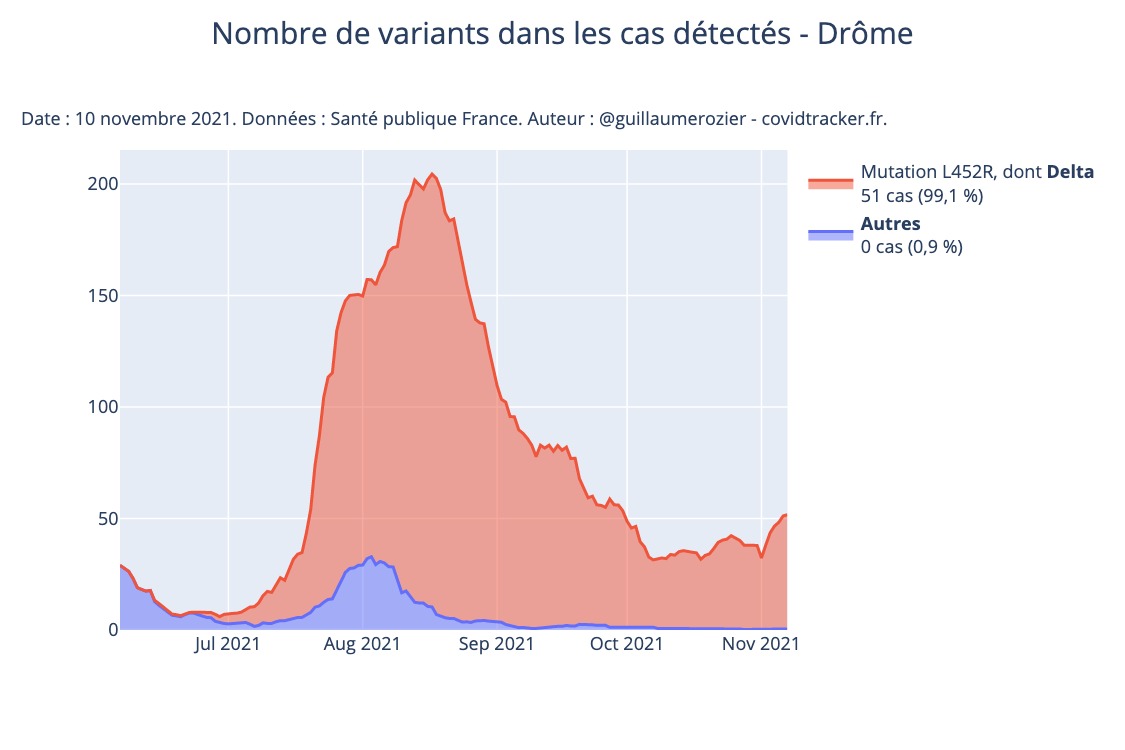 Nombre de variants dans les cas détectés - Drôme
Date : 10 novembre 2021. Données : Santé publique France. Auteur : @guillaumerozier - covidtracker.fr.
Mutation L452R, dont Delta
51 cas (99,1 %)
Autres
0 cas (0,9 %)
200
150
100
50
0
Jul 2021
Aug 2021
Sep 2021
Oct 2021
Nov 2021